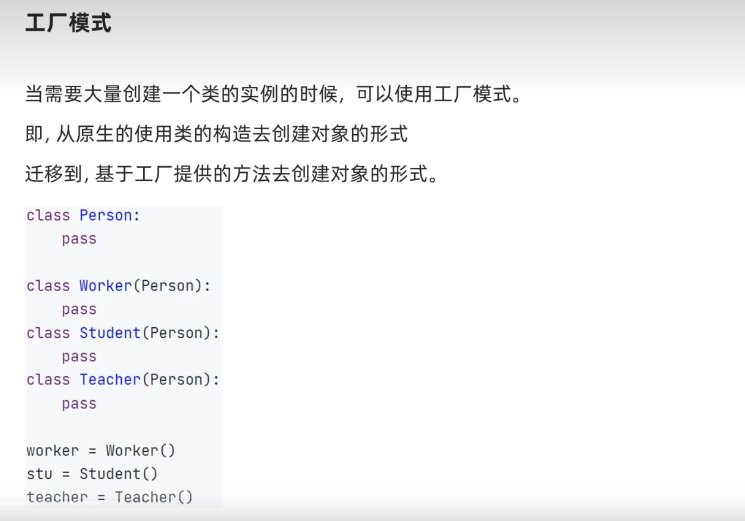 工厂模式
当需要大量创建一个类的实例的时候，可以使用工厂模式。
即, 从原生的使用类的构造去创建对象的形式
迁移到, 基于工厂提供的方法去创建对象的形式。
class Person:
    pass
class Worker(Person):
    pass
class Student(Person):
    pass
class Teacher(Person):
    pass
worker = Worker()
stu = Student()
teacher = Teacher()